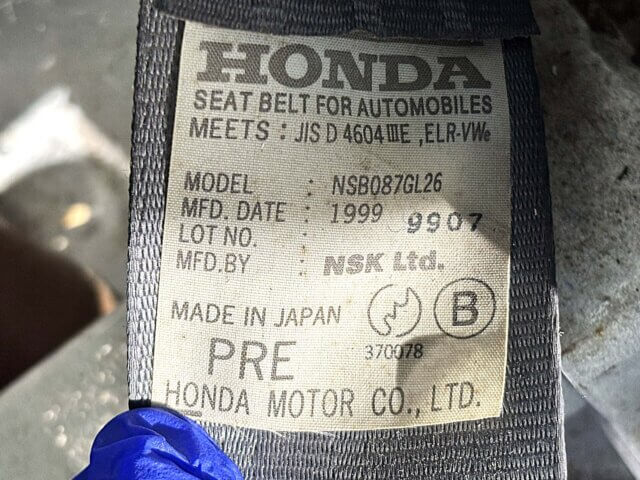 HONDA
SEAT BELT FOR AUTOMOBILES
MEETS : JIS D 4604 III E , ELR-VWe
MODEL : NSB087GL26
MFD. DATE : 1999 9907
LOT NO. :
MFD.BY : NSK Ltd.
MADE IN JAPAN B
370078
PRE
HONDA MOTOR CO., LTD.